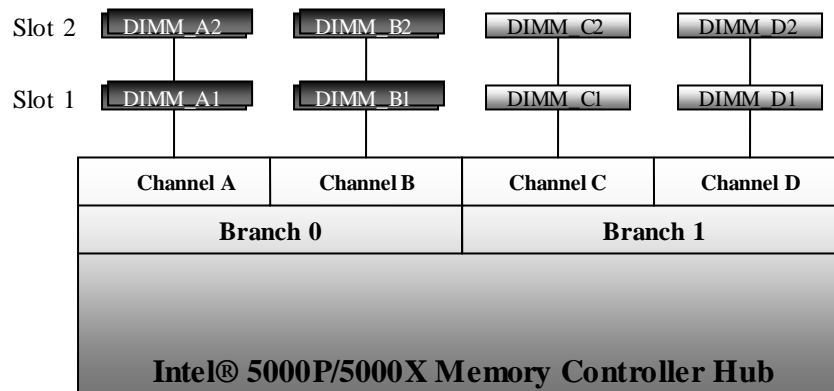 Slot 2 DIMM_A2 DIMM_B2 DIMM_C2 DIMM_D2
Slot 1 DIMM_A1 DIMM_B1 DIMM_C1 DIMM_D1
Channel A Channel B Channel C Channel D
Branch 0 Branch 1
Intel® 5000P/5000X Memory Controller Hub